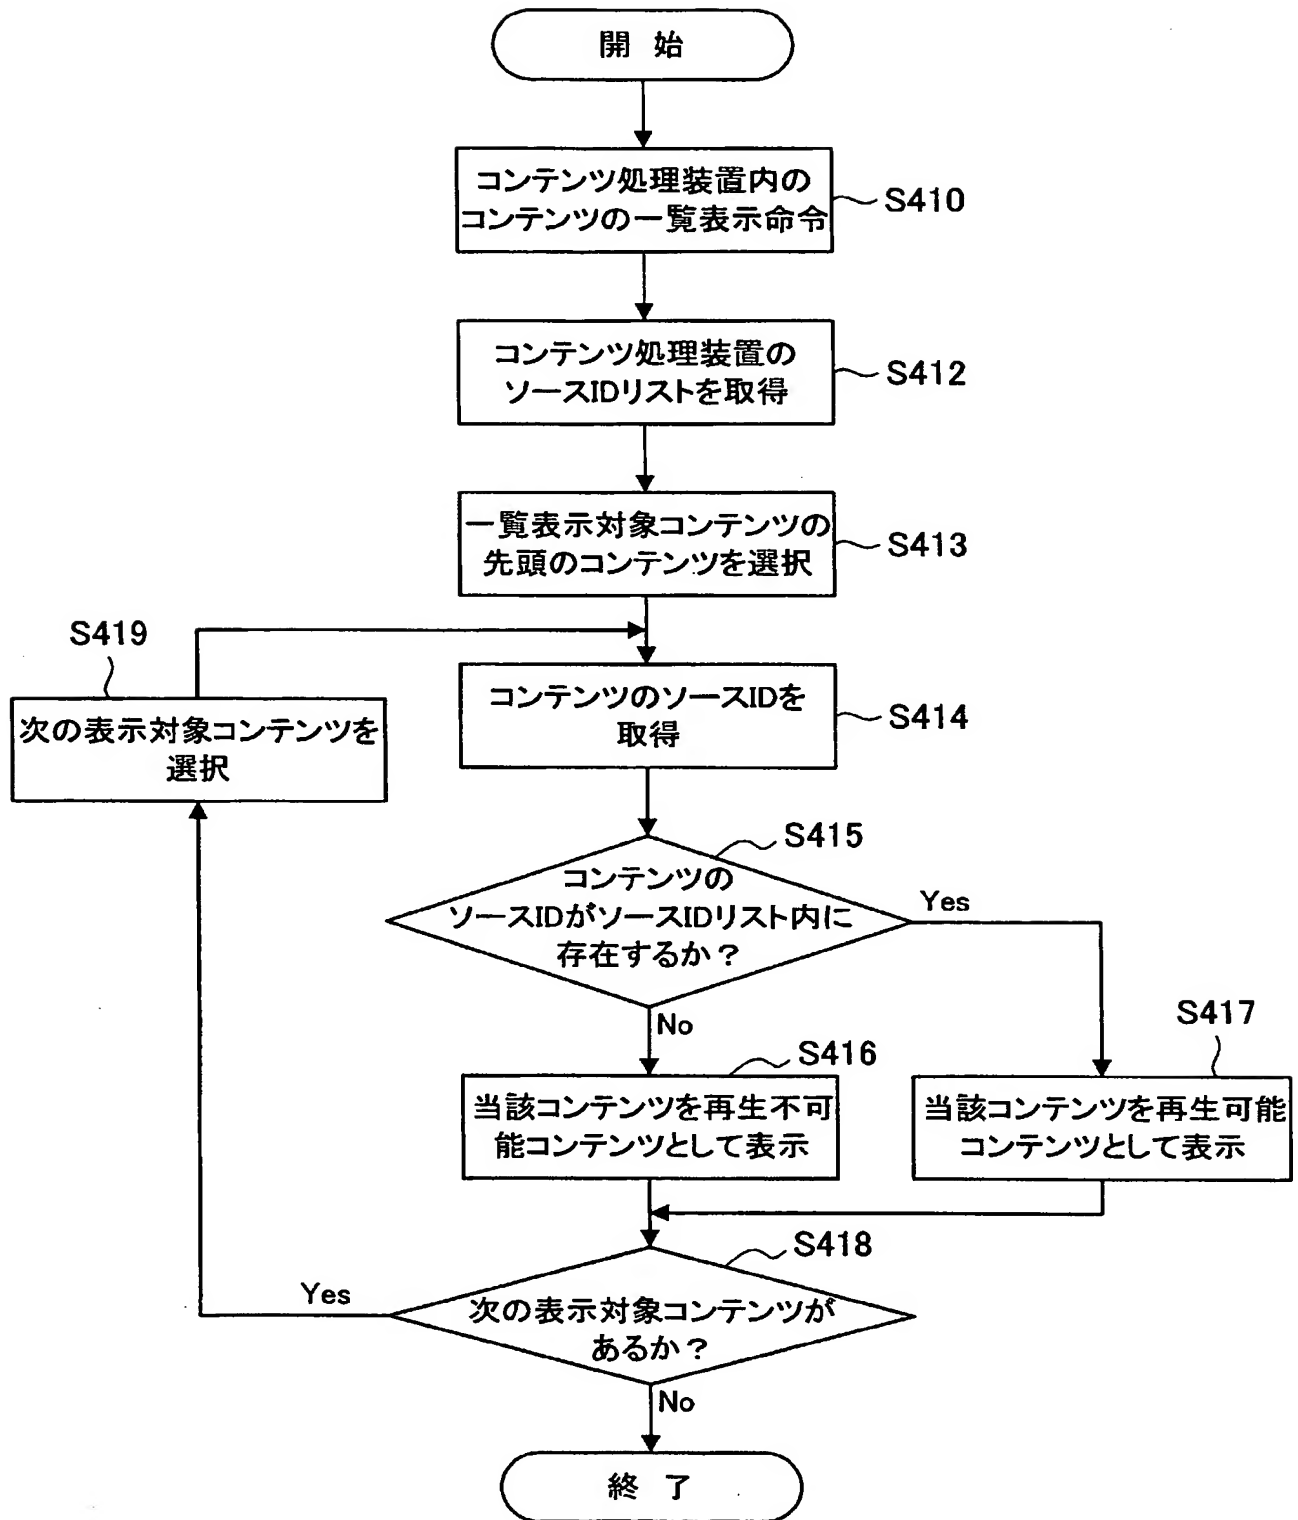 開 始
コンテンツ処理装置内の
コンテンツの一覧表示命令
S410
コンテンツ処理装置の
ソースIDリストを取得
S412
一覧表示対象コンテンツの
先頭のコンテンツを選択
S413
S419
次の表示対象コンテンツを
選択
コンテンツのソースIDを
取得
S414
S415
コンテンツの
ソースIDがソースIDリスト内に
存在するか？
Yes
No
S416
当該コンテンツを再生不可
能コンテンツとして表示
S417
当該コンテンツを再生可能
コンテンツとして表示
S418
次の表示対象コンテンツが
あるか？
Yes
No
終 了